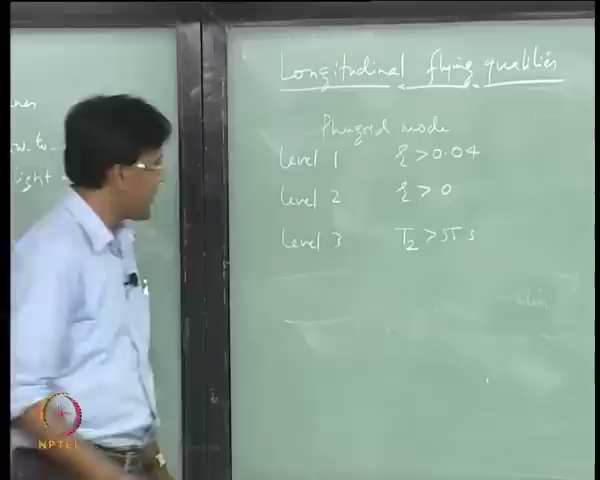 Longitudinal flying qualities
Phugoid mode
Level 1 ξ > 0.04
Level 2 ξ > 0
Level 3 T₂ > 55 s
NPTEL